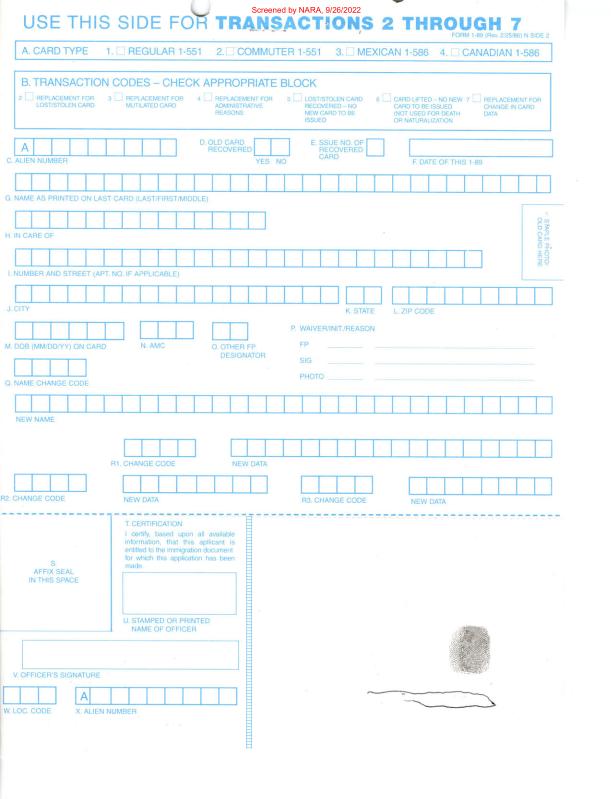 Screened by NARA, 9/26/2022
USE THIS SIDE FOR TRANSACTIONS 2 THROUGH 7
FORM 1-89 (Rev. 2/25/86) N SIDE 2
A. CARD TYPE 1. REGULAR 1-551 2. COMMUTER 1-551 3. MEXICAN 1-586 4. CANADIAN 1-586
B. TRANSACTION CODES – CHECK APPROPRIATE BLOCK
2 REPLACEMENT FOR LOST/STOLEN CARD
3 REPLACEMENT FOR MUTILATED CARD
4 REPLACEMENT FOR ADMINISTRATIVE REASONS
5 LOST/STOLEN CARD RECOVERED – NO NEW CARD TO BE ISSUED
6 CARD LIFTED – NO NEW CARD TO BE ISSUED (NOT USED FOR DEATH OR NATURALIZATION
7 REPLACEMENT FOR CHANGE IN CARD DATA
A
C. ALIEN NUMBER
D. OLD CARD RECOVERED
YES NO
E. ISSUE NO. OF RECOVERED CARD
F. DATE OF THIS 1-89
G. NAME AS PRINTED ON LAST CARD (LAST/FIRST/MIDDLE)
H. IN CARE OF
STAPLE PHOTO/
OLD CARD HERE
I. NUMBER AND STREET (APT. NO. IF APPLICABLE)
J. CITY
K. STATE
L. ZIP CODE
M. DOB (MM/DD/YY) ON CARD
N. AMC
O. OTHER FP DESIGNATOR
P. WAIVER/INIT./REASON
FP
SIG
PHOTO
Q. NAME CHANGE CODE
NEW NAME
R1. CHANGE CODE
NEW DATA
R2. CHANGE CODE
NEW DATA
R3. CHANGE CODE
NEW DATA
S.
AFFIX SEAL
IN THIS SPACE
T. CERTIFICATION
I certify, based upon all available
information, that this apllicant is
entitled to the immigration document
for which this application has been
made.
U. STAMPED OR PRINTED
NAME OF OFFICER
V. OFFICER'S SIGNATURE
A
W. LOC. CODE
X. ALIEN NUMBER